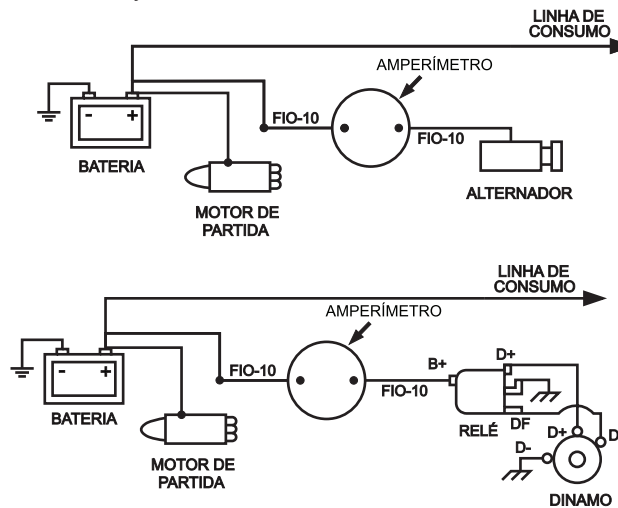 LINHA DE
CONSUMO
AMPERÍMETRO
FIO-10
FIO-10
- +
BATERIA
ALTERNADOR
MOTOR DE
PARTIDA
LINHA DE
CONSUMO
AMPERÍMETRO
B+
D+
FIO-10
FIO-10
- +
BATERIA
RELÉ
DF
D+
D
D-
MOTOR DE
PARTIDA
DINAMO